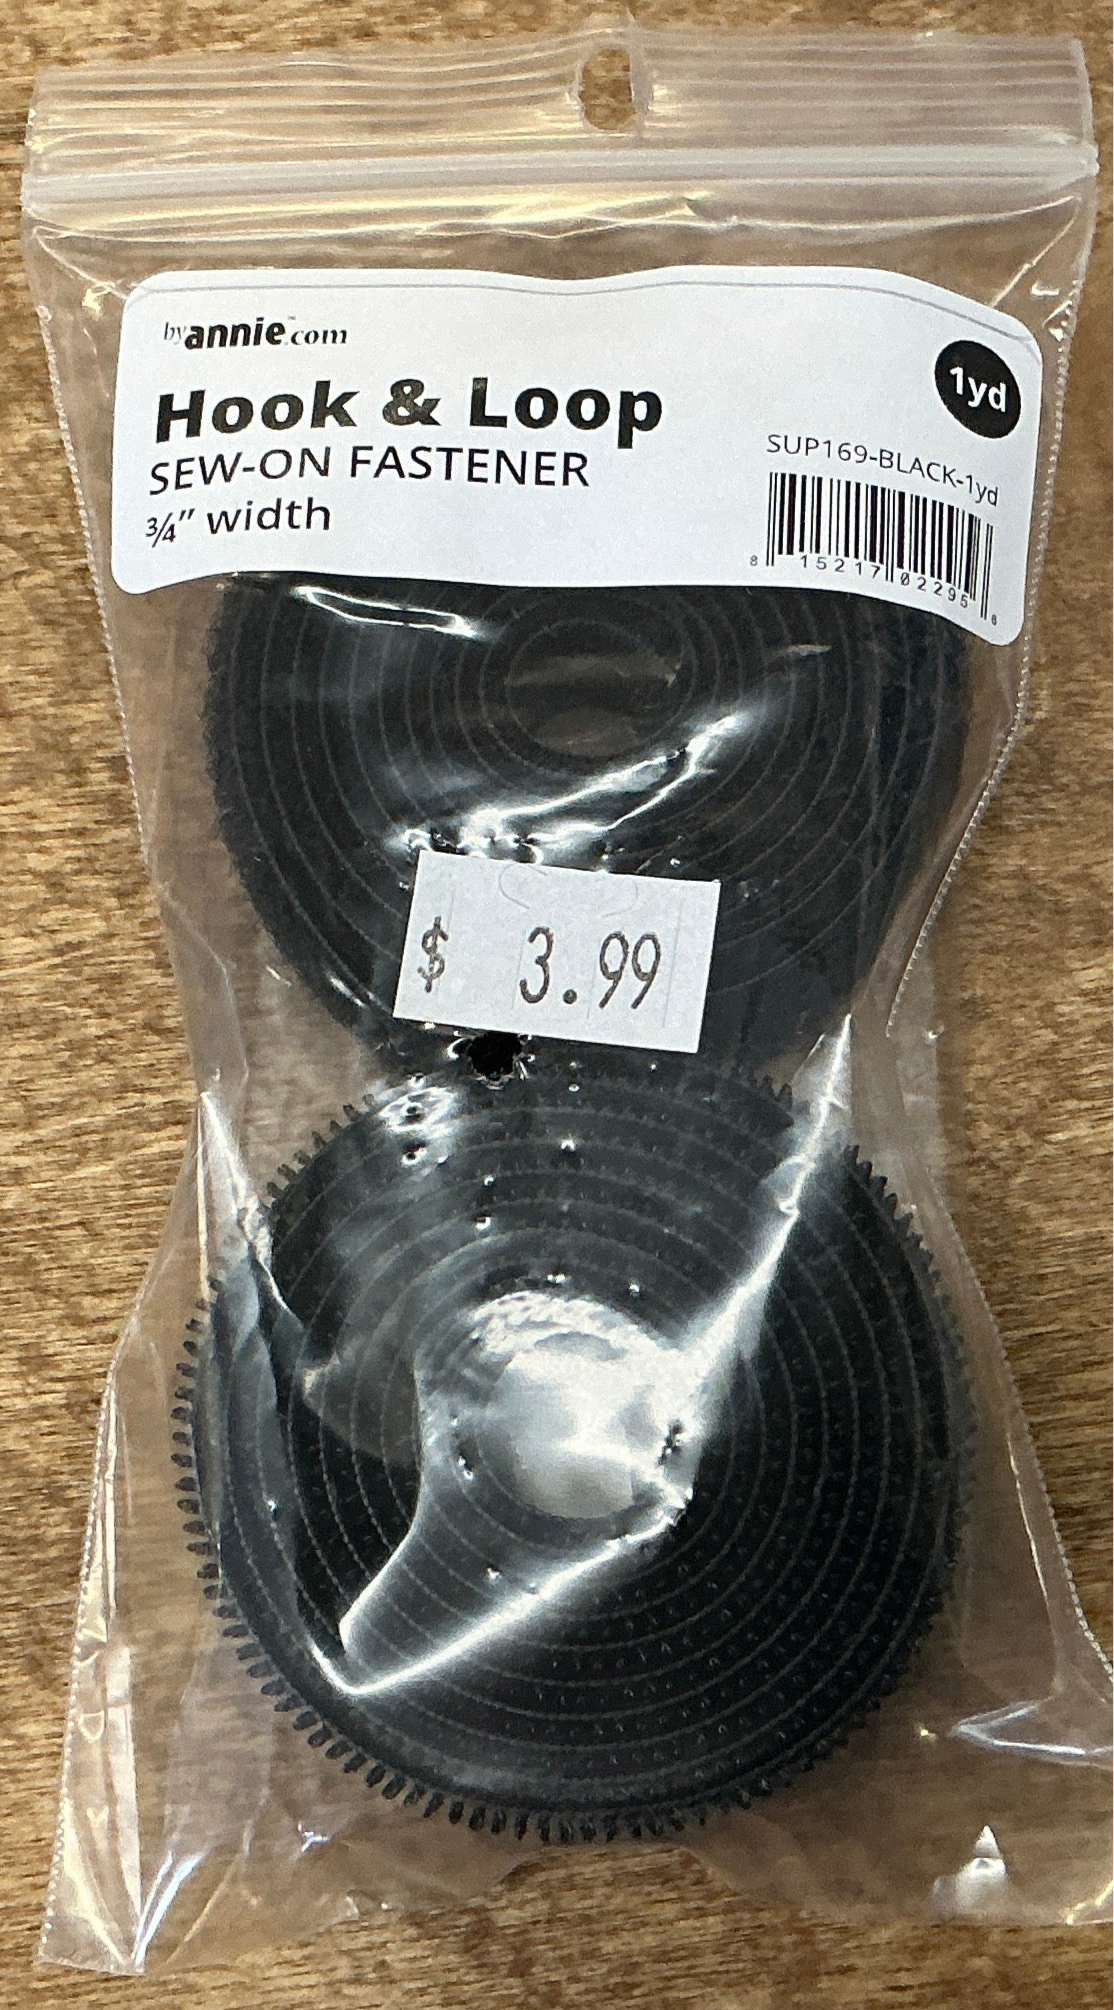 byannie.com
1yd
Hook & Loop
SEW-ON FASTENER
3/4" width
SUP169-BLACK-1yd
8 15217 02295 8
$ 3.99